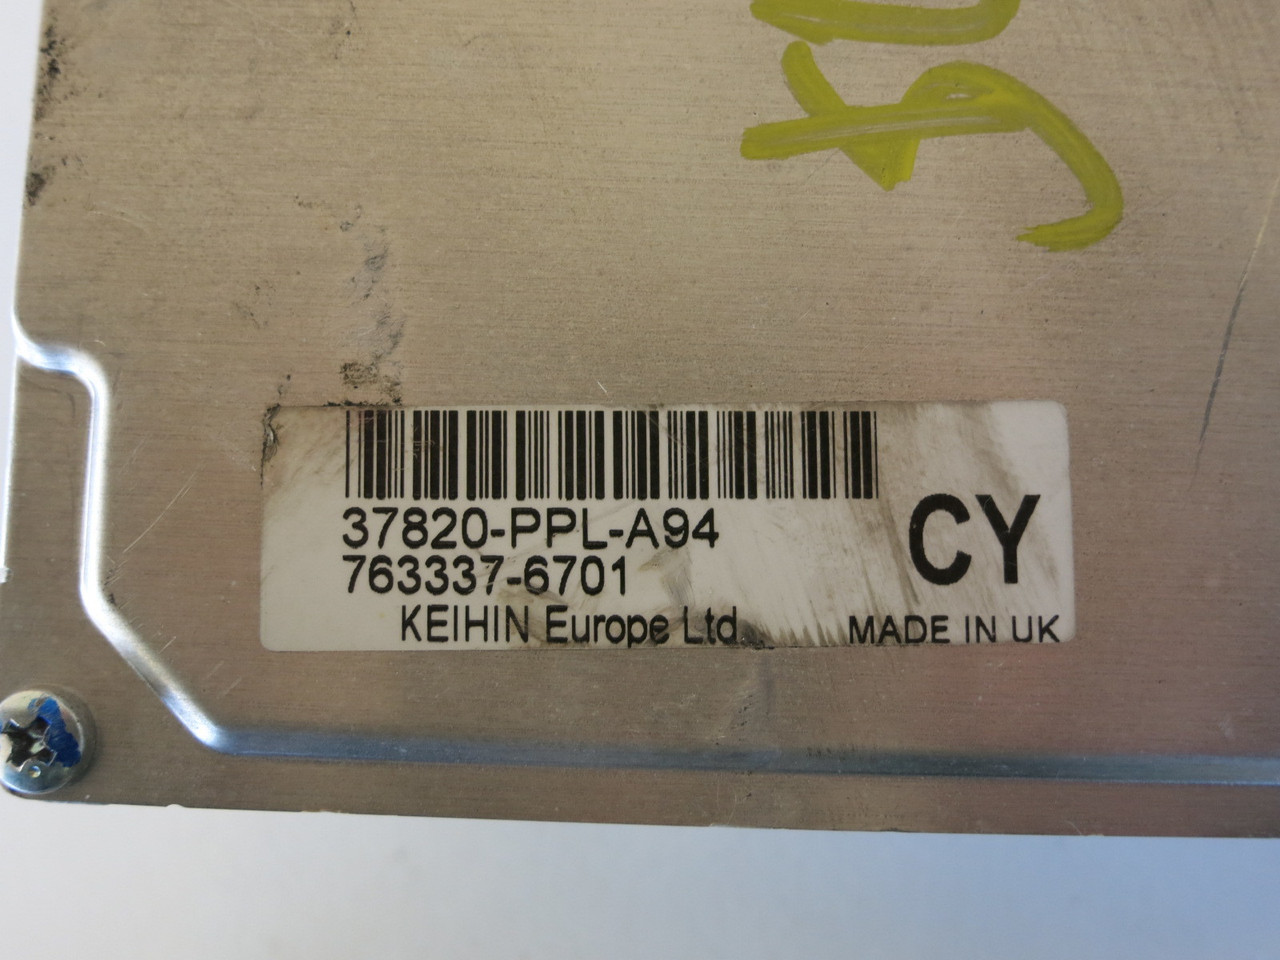 37820-PPL-A94
763337-6701
CY
KEIHIN Europe Ltd
MADE IN UK